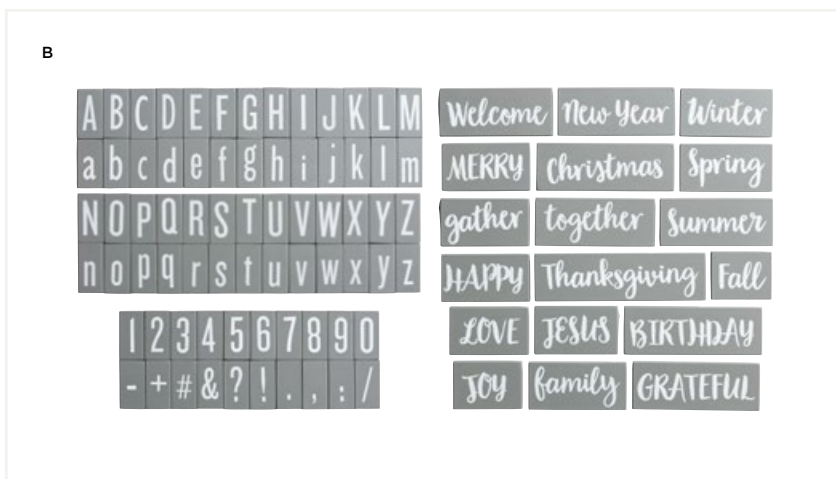 B
A B C D E F G H I J K L M
a b c d e f g h i j k l m
N O P Q R S T U V W X Y Z
n o p q r s t u v w x y z
1 2 3 4 5 6 7 8 9 0
- + # & ? ! . , : /
Welcome New Year Winter
MERRY Christmas Spring
gather together Summer
HAPPY Thanksgiving Fall
LOVE JESUS BIRTHDAY
JOY family GRATEFUL